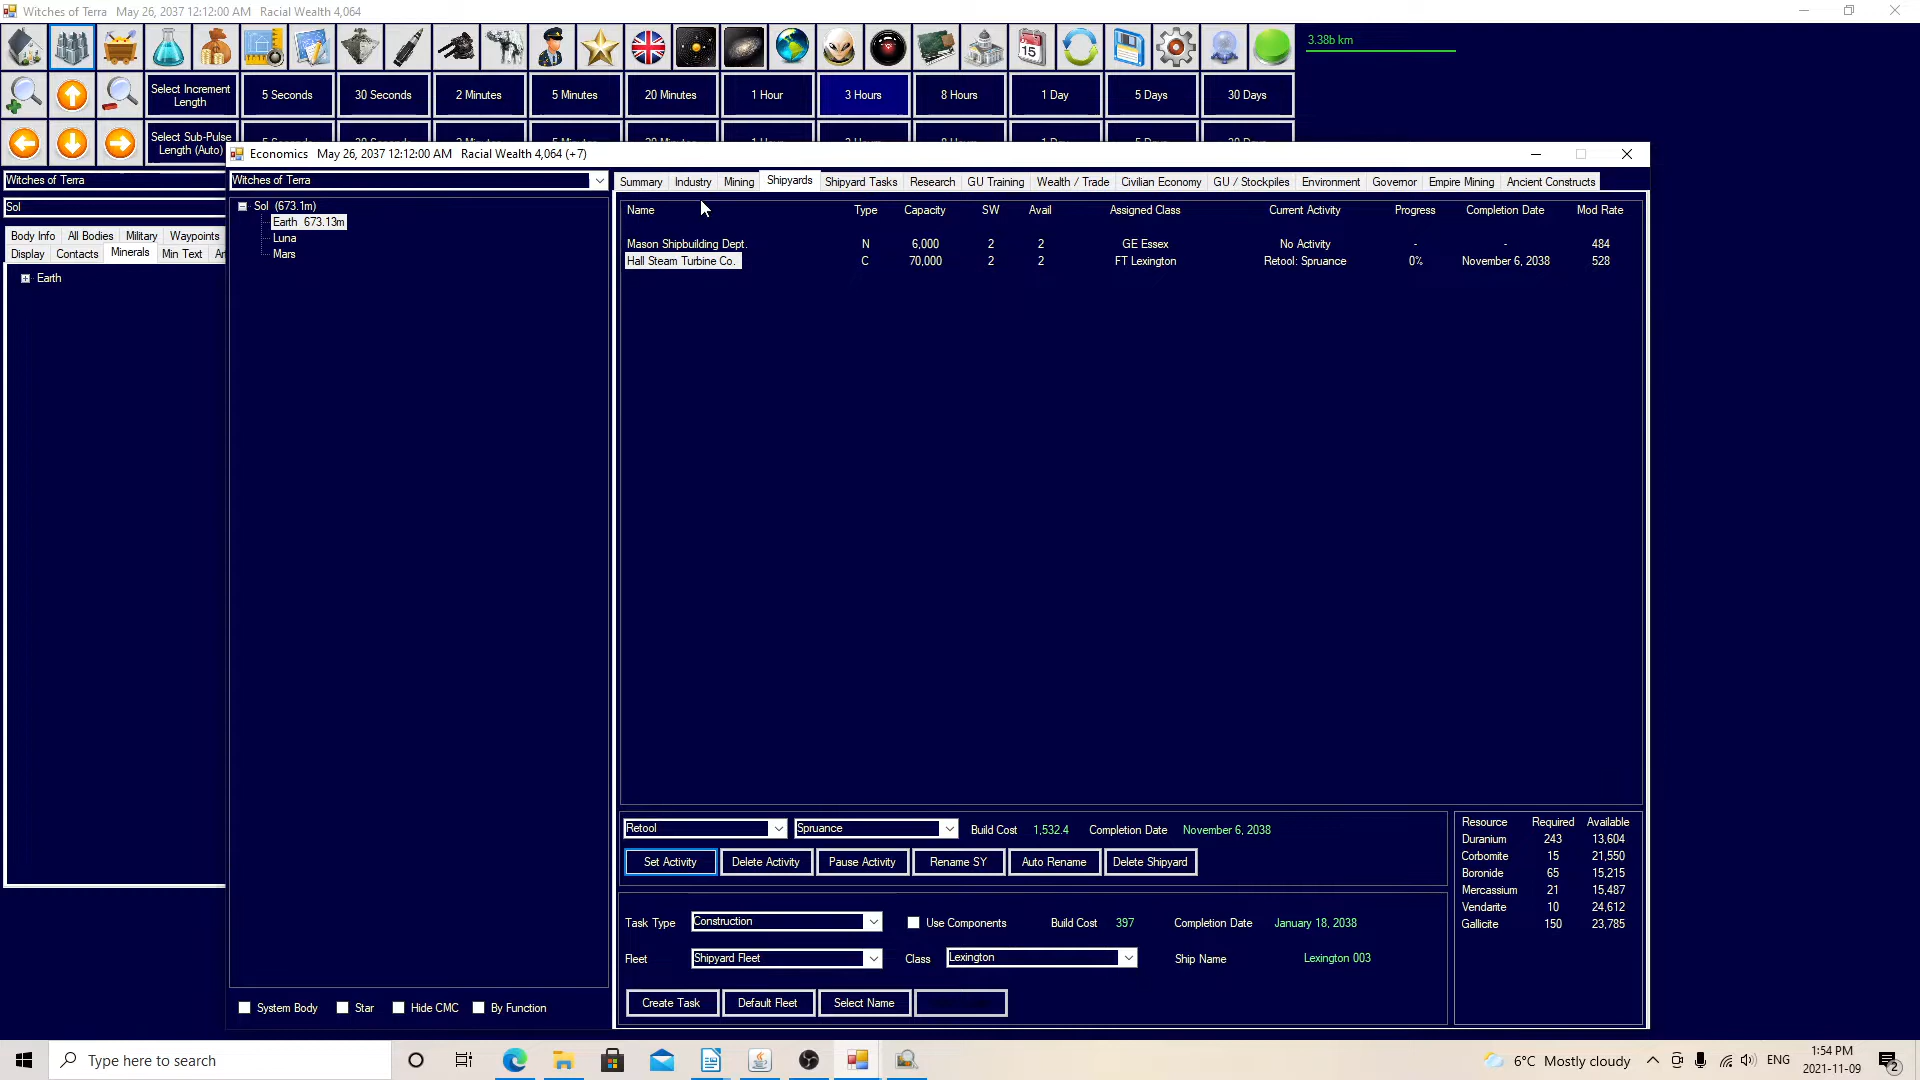 Witches of Terra May 26, 2037 12:12:00 AM Racial Wealth 4,064
15
3.38b km
Select Increment Length
5 Seconds
30 Seconds
2 Minutes
5 Minutes
20 Minutes
1 Hour
3 Hours
8 Hours
1 Day
5 Days
30 Days
Select Sub-Pulse Length (Auto)
Economics May 26, 2037 12:12:00 AM Racial Wealth 4,064 (+7)
Witches of Terra
Sol
Body Info All Bodies Military Waypoints
Display Contacts Minerals Min Text
Earth
Witches of Terra
Sol (673.1m)
Earth 673.13m
Luna
Mars
Summary Industry Mining Shipyards Shipyard Tasks Research GU Training Wealth / Trade Civilian Economy GU / Stockpiles Environment Governor Empire Mining Ancient Constructs
Name Type Capacity SW Avail Assigned Class Current Activity Progress Completion Date Mod Rate
Mason Shipbuilding Dept. N 6,000 2 2 GE Essex No Activity - - 484
Hall Steam Turbine Co. C 70,000 2 2 FT Lexington Retool: Spruance 0% November 6, 2038 528
Retool Spruance Build Cost 1,532.4 Completion Date November 6, 2038
Set Activity Delete Activity Pause Activity Rename SY Auto Rename Delete Shipyard
Task Type Construction Use Components Build Cost 397 Completion Date January 18, 2038
Fleet Shipyard Fleet Class Lexington Ship Name Lexington 003
Create Task Default Fleet Select Name
Resource Required Available
Duranium 243 13,604
Corbomite 15 21,550
Boronide 65 15,215
Mercassium 21 15,487
Vendarite 10 24,612
Gallicite 150 23,785
System Body Star Hide CMC By Function
Type here to search
6°C Mostly cloudy
ENG
1:54 PM
2021-11-09
2